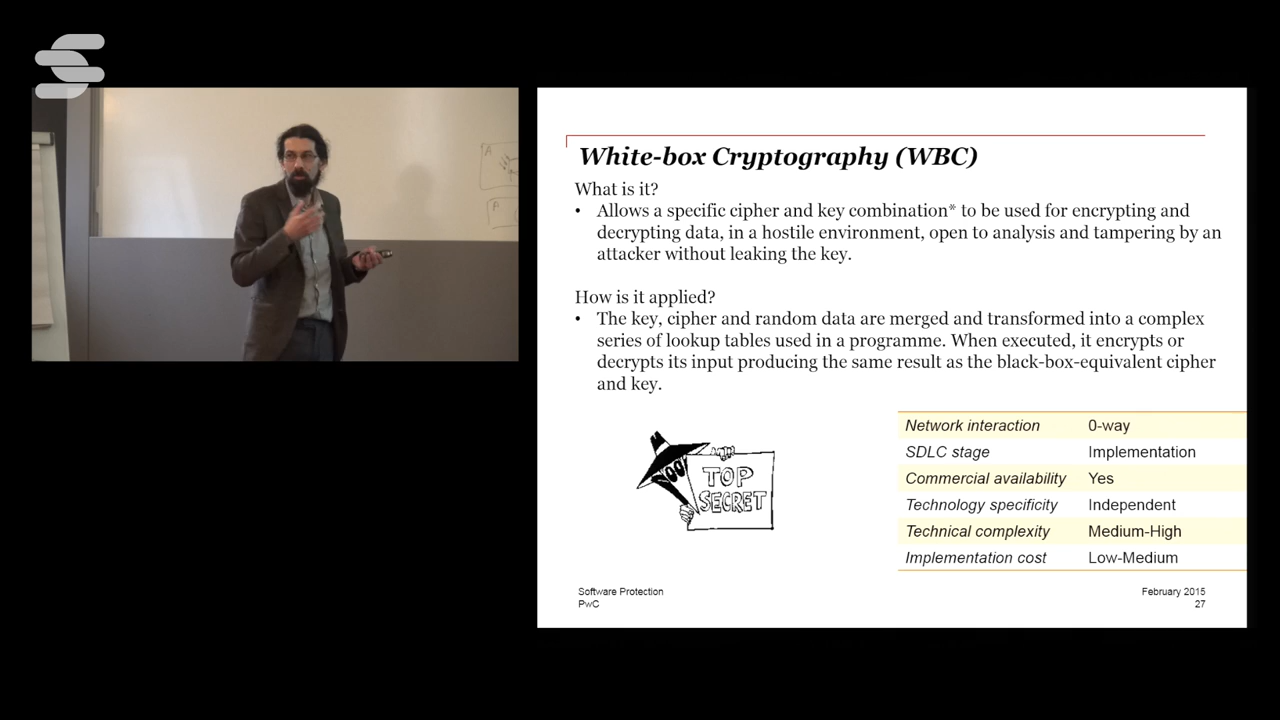 White-box Cryptography (WBC)
What is it?
• Allows a specific cipher and key combination* to be used for encrypting and
decrypting data, in a hostile environment, open to analysis and tampering by an
attacker without leaking the key.
How is it applied?
• The key, cipher and random data are merged and transformed into a complex
series of lookup tables used in a programme. When executed, it encrypts or
decrypts its input producing the same result as the black-box-equivalent cipher
and key.
TOP
SECRET
Network interaction 0-way
SDLC stage Implementation
Commercial availability Yes
Technology specificity Independent
Technical complexity Medium-High
Implementation cost Low-Medium
Software Protection
PwC
February 2015
27
A